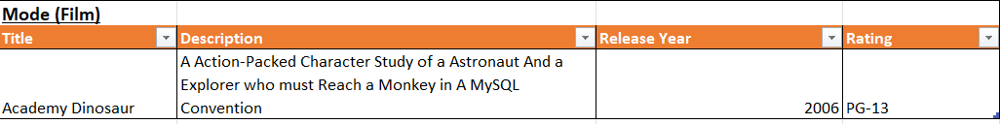 Mode (Film)
Title Description Release Year Rating
A Action-Packed Character Study of a Astronaut And a
Explorer who must Reach a Monkey in A MySQL
Academy Dinosaur Convention 2006 PG-13